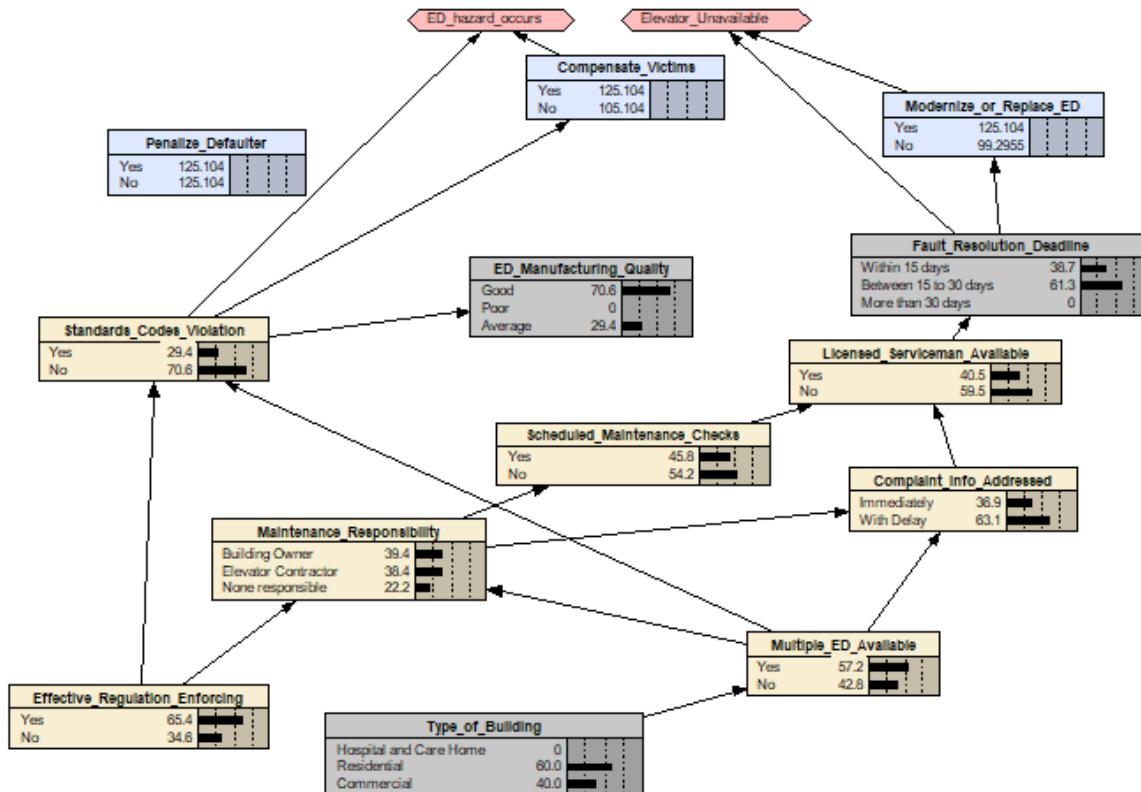 ED_hazard_occurs
Elevator_Unavailable
Compensate_Victims
Yes 125.104
No 105.104
Modernize_or_Replace_ED
Yes 125.104
No 99.2955
Penalize_Defaulter
Yes 125.104
No 125.104
Fault_Resolution_Deadline
Within 15 days 38.7
Between 15 to 30 days 61.3
More than 30 days 0
ED_Manufacturing_Quality
Good 70.6
Poor 0
Average 29.4
Standards_Codes_Violation
Yes 29.4
No 70.6
Licensed_Serviceman_Available
Yes 40.5
No 59.5
Scheduled_Maintenance_Checks
Yes 45.8
No 54.2
Complaint_Info_Addressed
Immediately 36.9
With Delay 63.1
Maintenance_Responsibility
Building Owner 39.4
Elevator Contractor 38.4
None responsible 22.2
Multiple_ED_Available
Yes 57.2
No 42.8
Effective_Regulation_Enforcing
Yes 65.4
No 34.6
Type_of_Building
Hospital and Care Home 0
Residential 60.0
Commercial 40.0